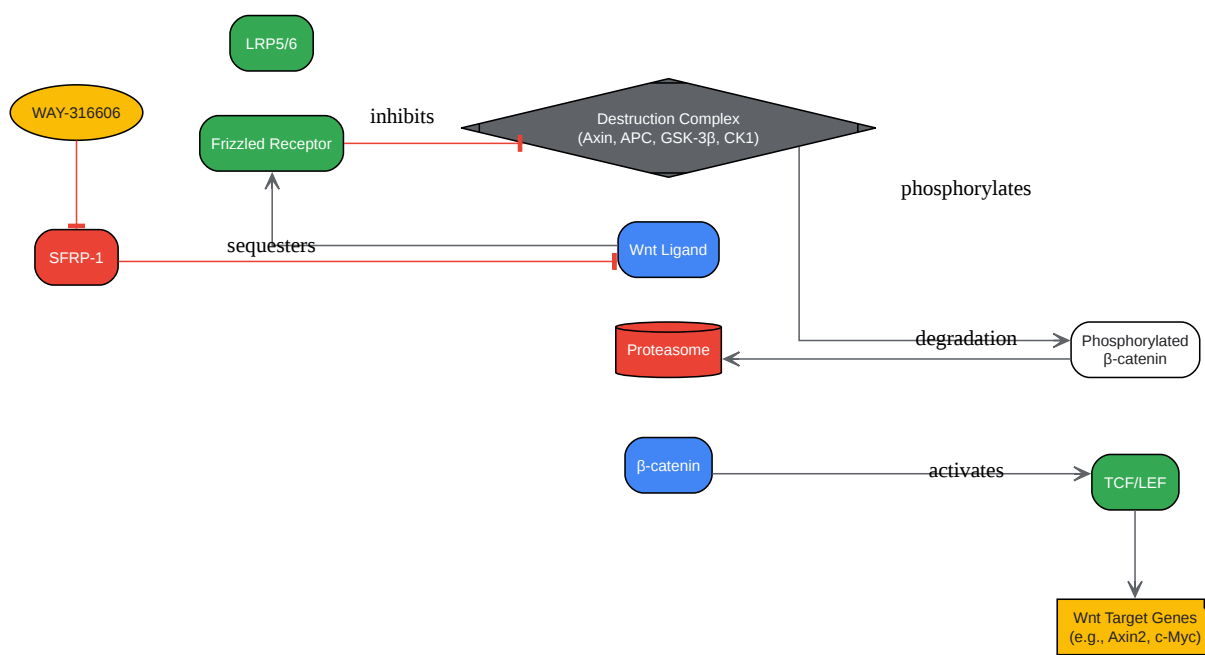 LRP5/6
WAY-316606
inhibits
Destruction Complex
(Axin, APC, GSK-3β, CK1)
Frizzled Receptor
phosphorylates
sequesters
Wnt Ligand
SFRP-1
degradation
Phosphorylated
β-catenin
Proteasome
β-catenin
activates
TCF/LEF
Wnt Target Genes
(e.g., Axin2, c-Myc)